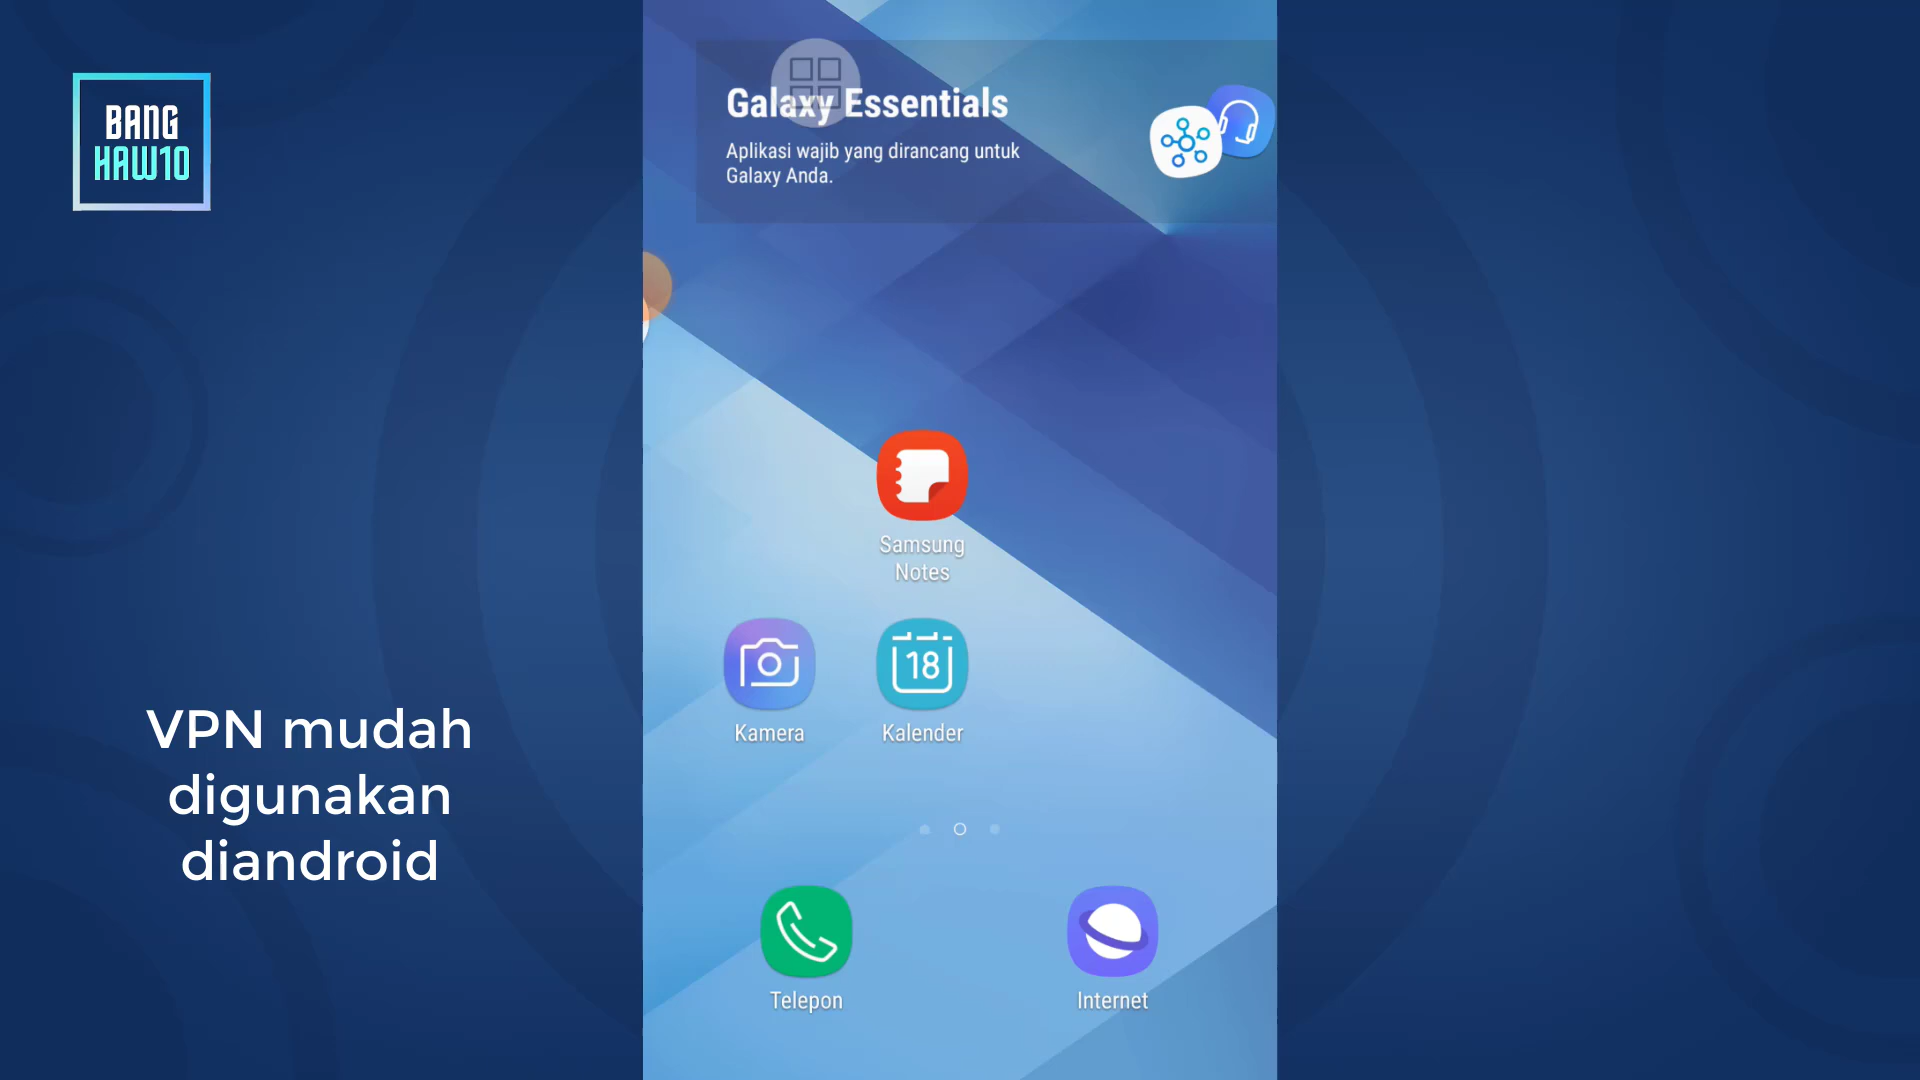 BANG
HAW10
Galaxy Essentials
Aplikasi wajib yang dirancang untuk
Galaxy Anda.
Samsung
Notes
Kamera
18
Kalender
VPN mudah
digunakan
diandroid
Telepon
Internet